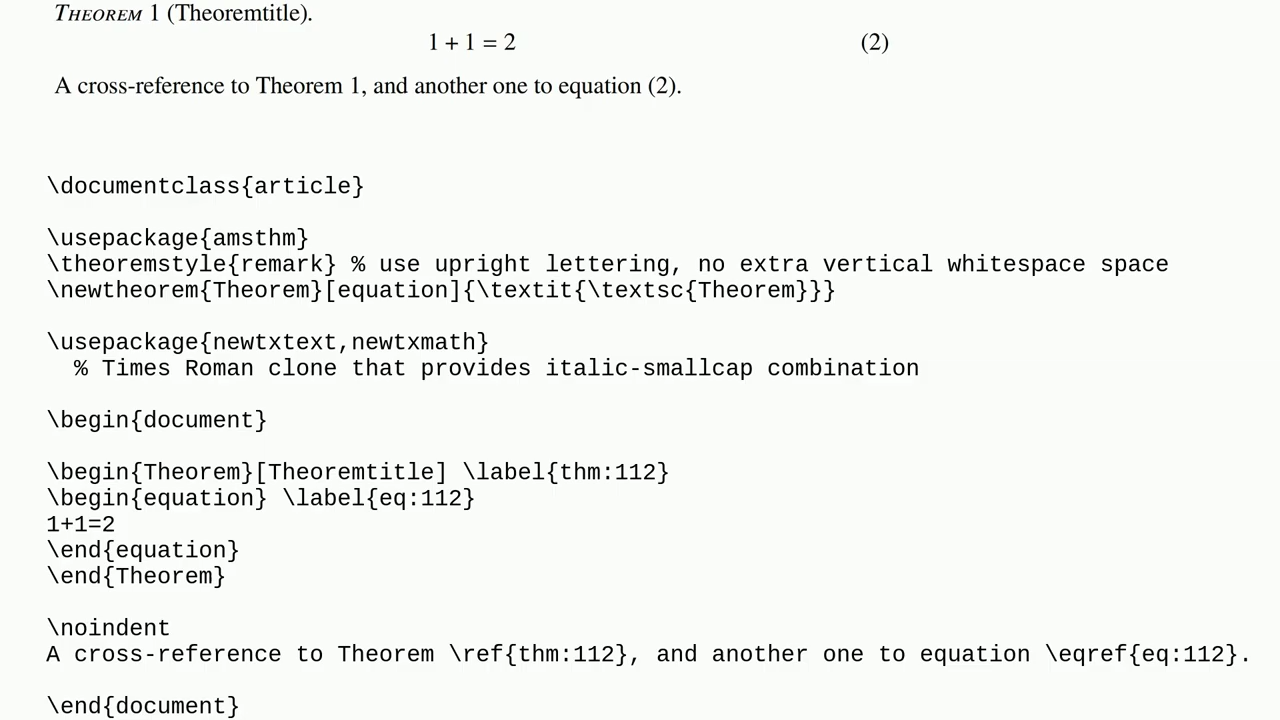 Theorem 1 (Theoremtitle).
1 + 1 = 2 (2)
A cross-reference to Theorem 1, and another one to equation (2).
\documentclass{article}
\usepackage{amsthm}
\theoremstyle{remark} % use upright lettering, no extra vertical whitespace space
\newtheorem{Theorem}[equation]{\textit{\textsc{Theorem}}}
\usepackage{newtxtext,newtxmath}
% Times Roman clone that provides italic-smallcap combination
\begin{document}
\begin{Theorem}[Theoremtitle] \label{thm:112}
\begin{equation} \label{eq:112}
1+1=2
\end{equation}
\end{Theorem}
\noindent
A cross-reference to Theorem \ref{thm:112}, and another one to equation \eqref{eq:112}.
\end{document}